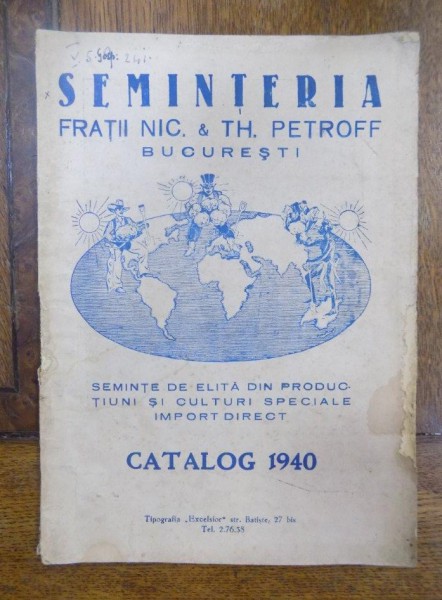 SEMINȚERIA
FRAȚII NIC. & TH. PETROFF
BUCUREȘTI
SEMINȚE DE ELITĂ DIN PRODUC-
ȚIUNI ȘI CULTURI SPECIALE
IMPORT DIRECT
CATALOG 1940
Tipografia „Excelsior" str. Batiște, 27 bis
Tel. 2.76.38